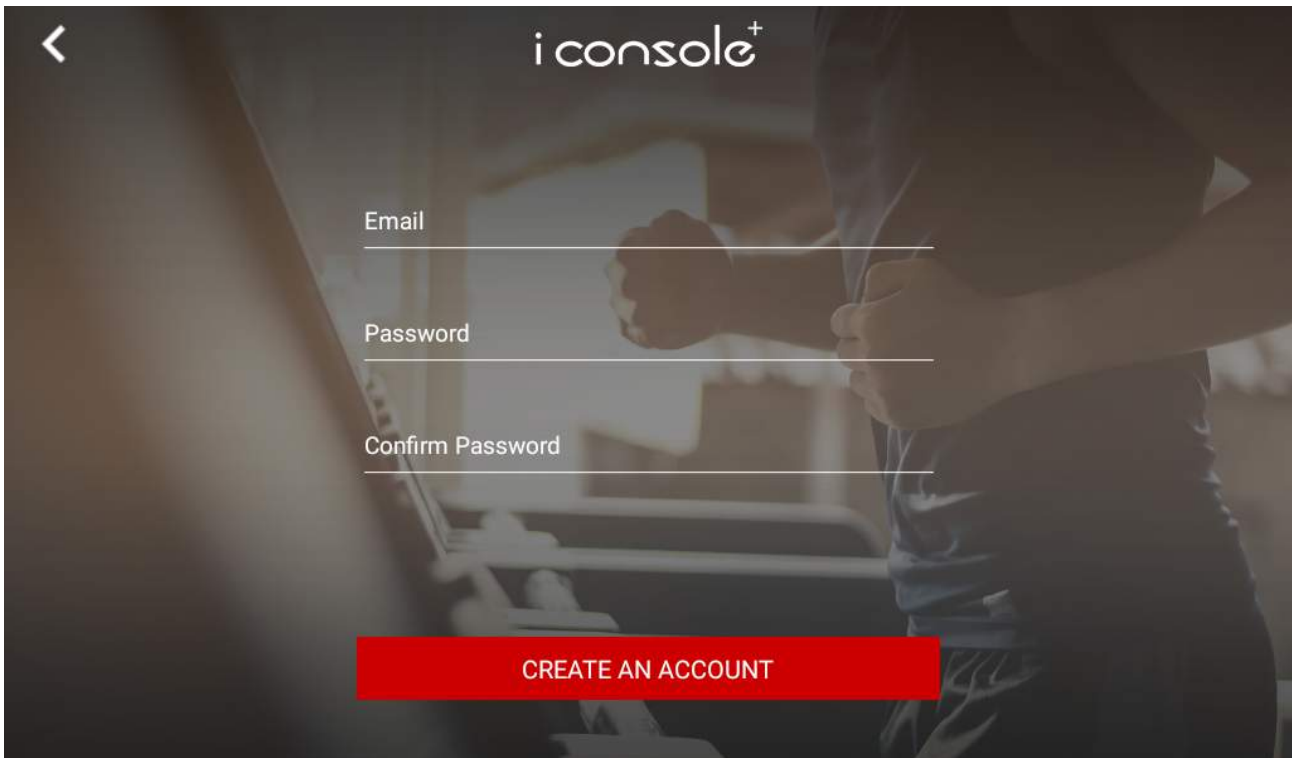 i console+
Email
Password
Confirm Password
CREATE AN ACCOUNT